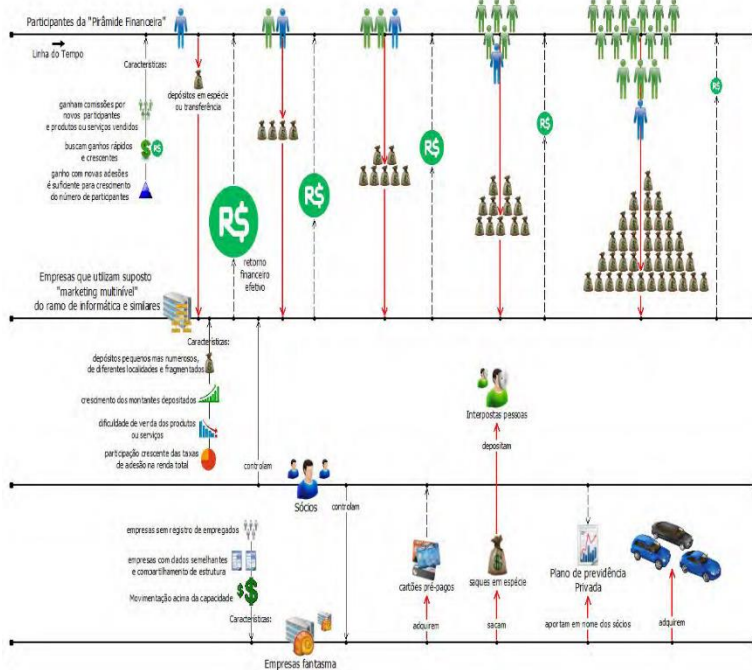 Participantes da "Pirâmide Financeira"
Linha do Tempo
Características:
ganham comissões por
novos participantes
e produtos ou serviços vendidos
buscam ganhos rápidos
e crescentes
R$
ganho com novas adesões
é suficiente para crescimento
do número de participantes
depósitos em espécie
ou transferência
R$
retorno
financeiro
efetivo
R$
R$
R$
R$
Empresas que utilizam suposto
"marketing multinível"
do ramo de informática e similares
Características:
depósitos pequenos mas numerosos,
de diferentes localidades e fragmentados
crescimento dos montantes depositados
dificuldade de venda dos produtos
ou serviços
participação crescente das taxas
de adesão na renda total
controlam
Interpostas pessoas
depositam
Sócios
controlam
empresas sem registro de empregados
empresas com dados semelhantes
e compartilhamento de estrutura
Movimentação acima da capacidade
Características:
cartões pré-pagos
adquirem
saques em espécie
sacam
Plano de previdência
Privada
aportam em nome dos sócios
adquirem
Empresas fantasma